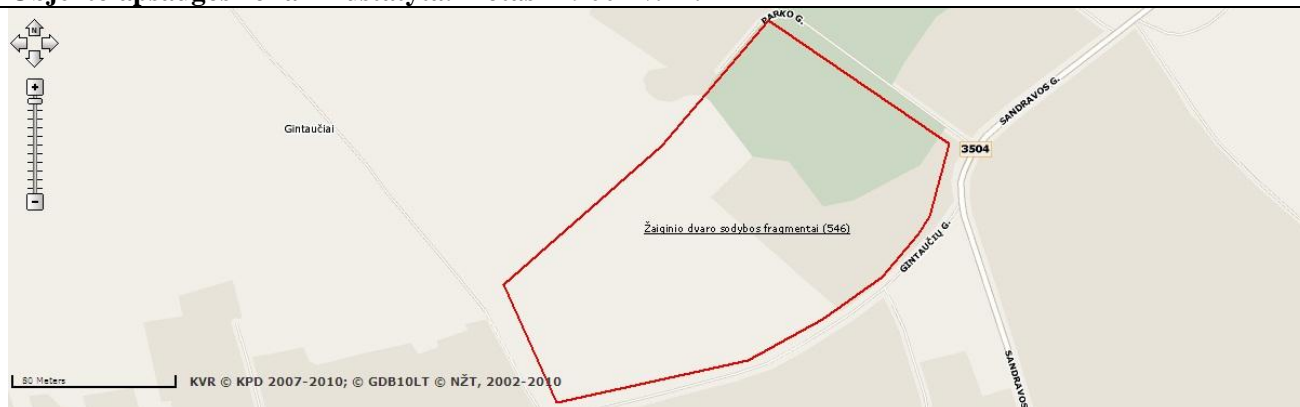 PARKO G.
N
SANDRAVOS G.
Gintaučiai
3504
Žaiginio dvaro sodybos fragmentai (546)
GINTAUČIŲ G.
SANDRAVOS G.
80 Meters
KVR © KPD 2007-2010; © GDB10LT © NŽT, 2002-2010